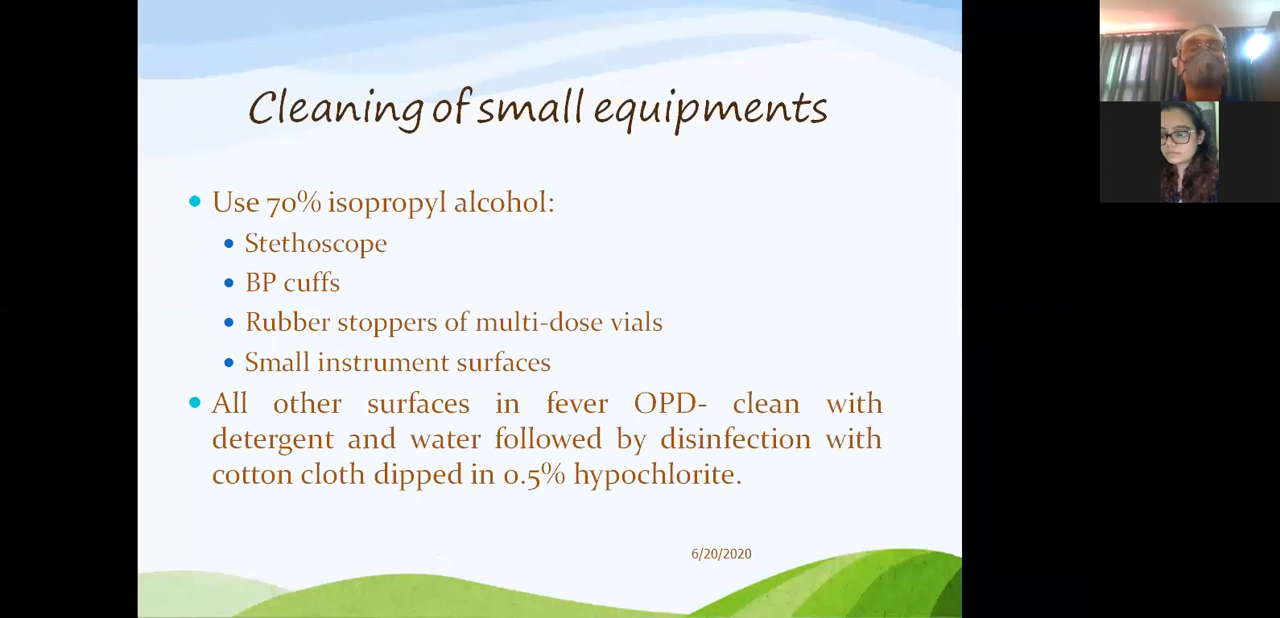 Cleaning of small equipments
Use 70% isopropyl alcohol:
Stethoscope
BP cuffs
Rubber stoppers of multi-dose vials
Small instrument surfaces
All other surfaces in fever OPD- clean with
detergent and water followed by disinfection with
cotton cloth dipped in 0.5% hypochlorite.
6/20/2020